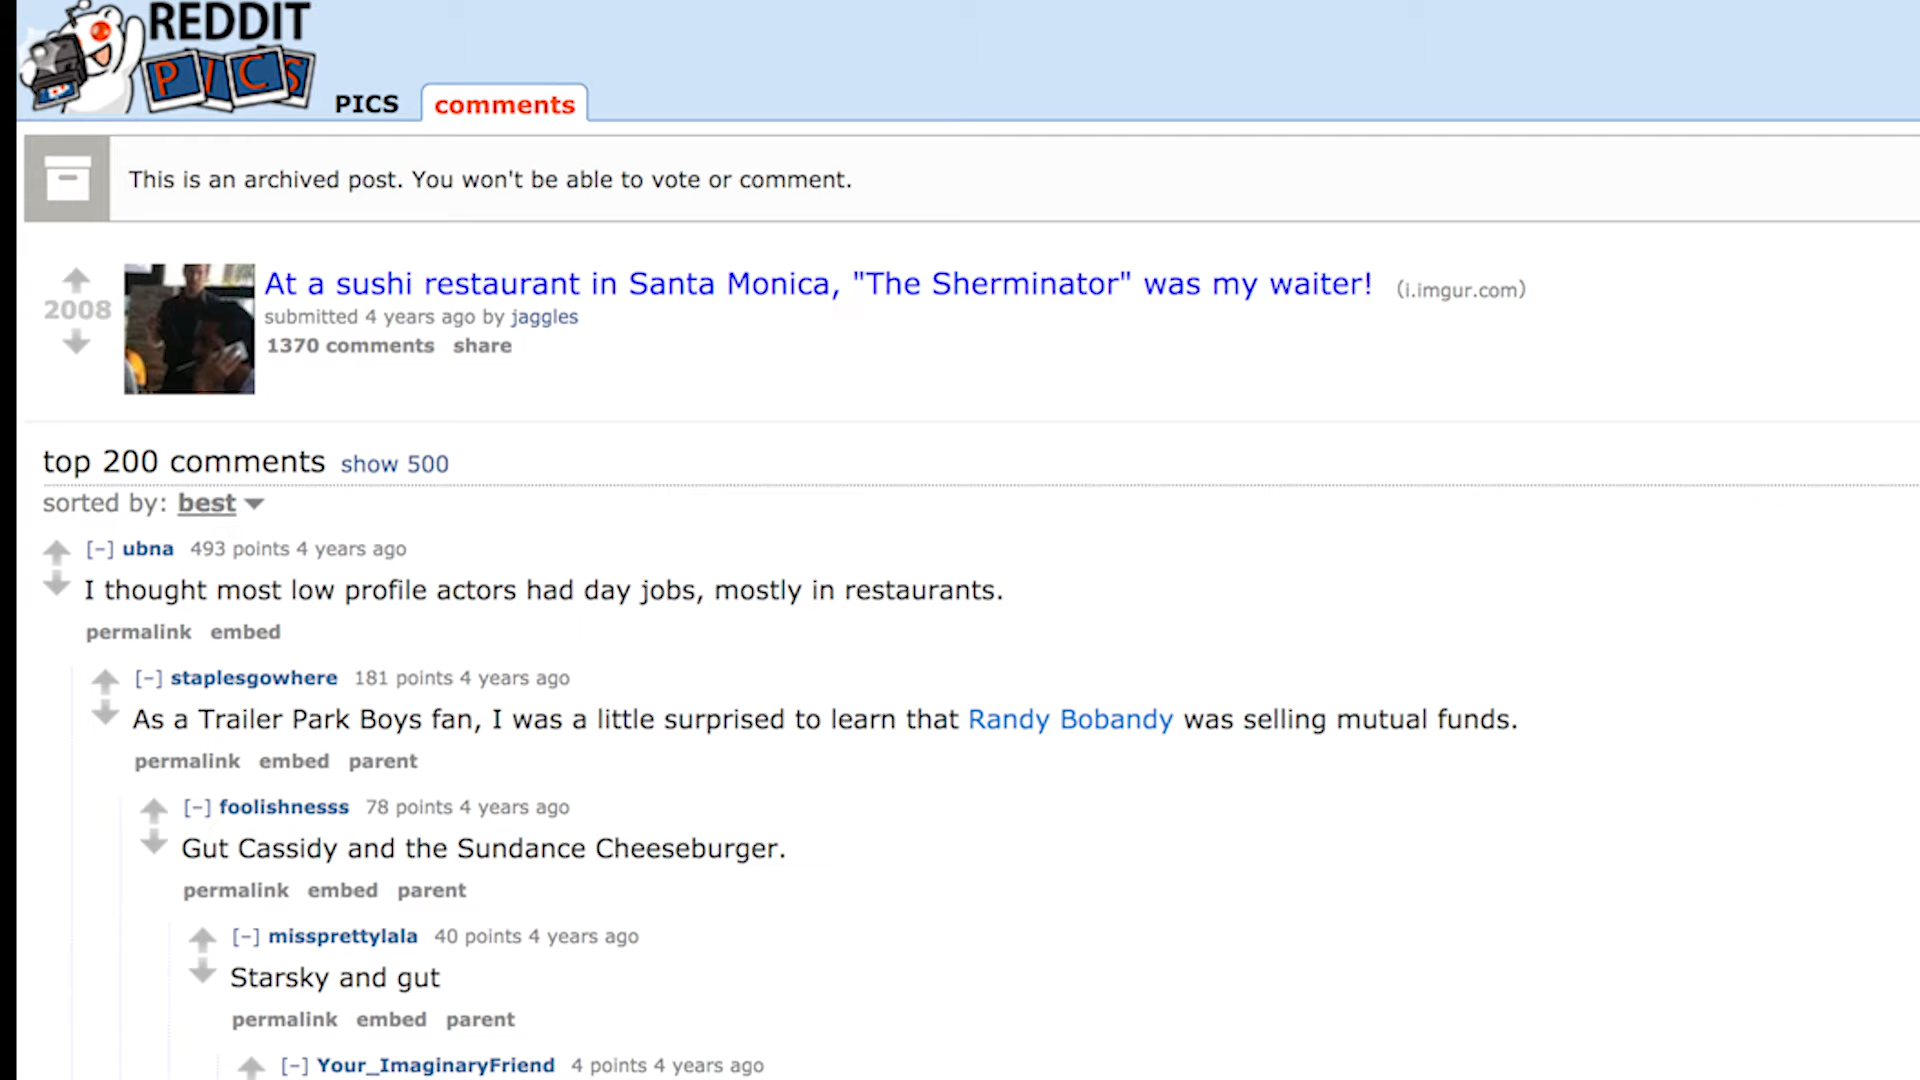 REDDIT
PICS
PICS comments
This is an archived post. You won't be able to vote or comment.
At a sushi restaurant in Santa Monica, "The Sherminator" was my waiter! (i.imgur.com)
2008
submitted 4 years ago by jaggles
1370 comments share
top 200 comments show 500
sorted by: best
[–] ubna 493 points 4 years ago
I thought most low profile actors had day jobs, mostly in restaurants.
permalink embed
[–] staplesgowhere 181 points 4 years ago
As a Trailer Park Boys fan, I was a little surprised to learn that Randy Bobandy was selling mutual funds.
permalink embed parent
[–] foolishnesss 78 points 4 years ago
Gut Cassidy and the Sundance Cheeseburger.
permalink embed parent
[–] missprettylala 40 points 4 years ago
Starsky and gut
permalink embed parent
[–] Your_ImaginaryFriend 4 points 4 years ago